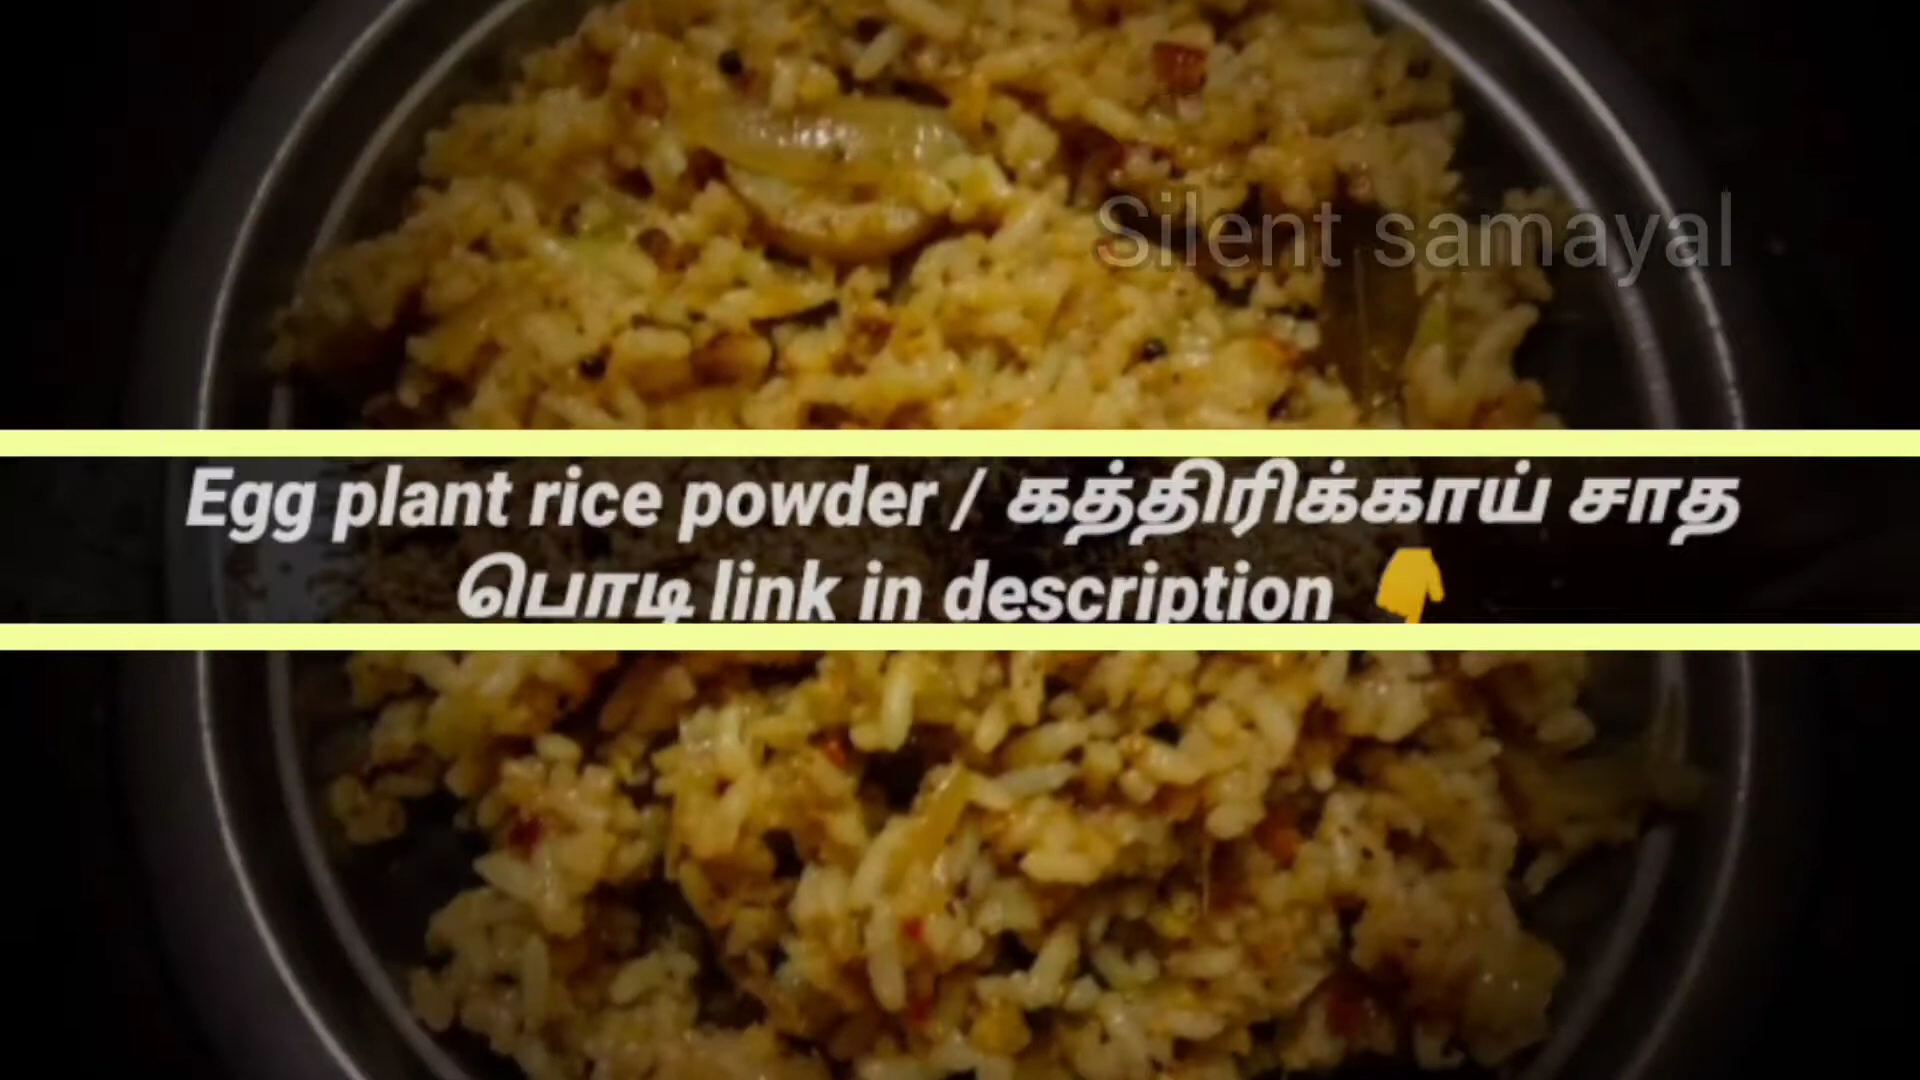 Silent samayal
Egg plant rice powder / கத்திரிக்காய் சாத
பொடி link in description 👇